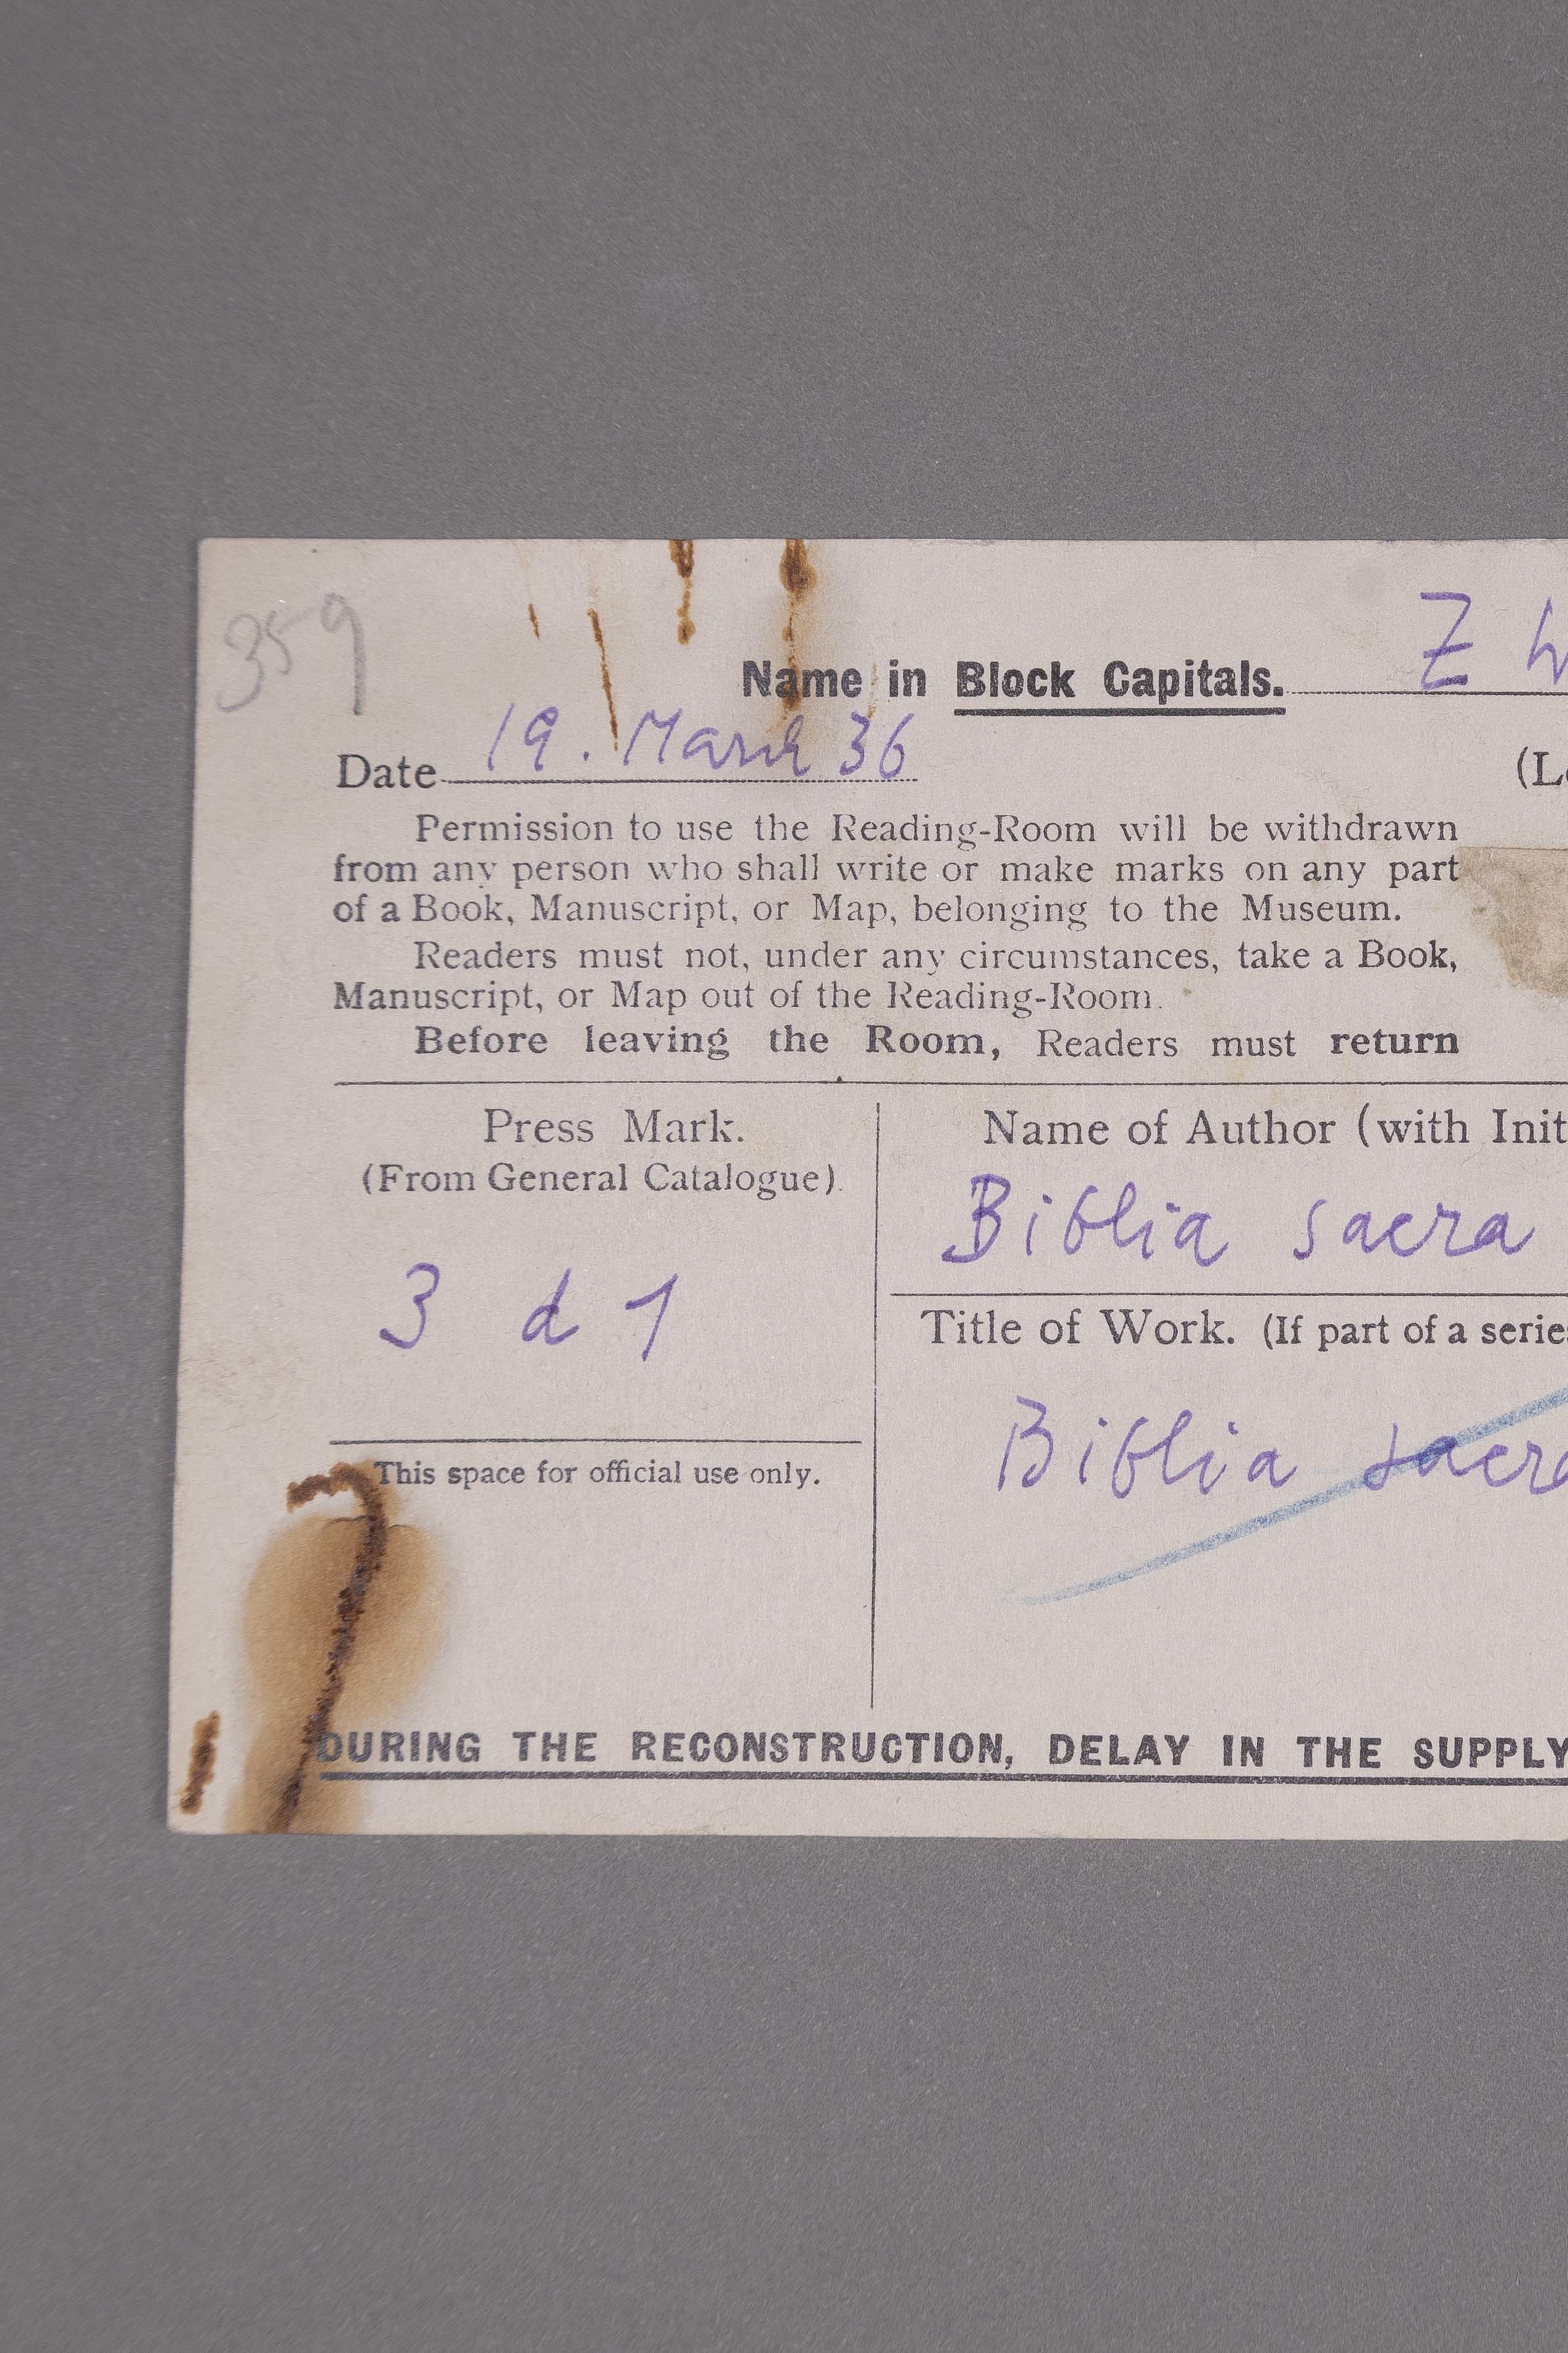 359
Name in Block Capitals. Z
Date 19. March 36
(L
Permission to use the Reading-Room will be withdrawn
from any person who shall write or make marks on any part
of a Book, Manuscript, or Map, belonging to the Museum.
Readers must not, under any circumstances, take a Book,
Manuscript, or Map out of the Reading-Room.
Before leaving the Room, Readers must return
Press Mark.
(From General Catalogue).
3 d 1
This space for official use only.
Name of Author (with Init
Biblia sacra
Title of Work. (If part of a serie
Biblia sacra
DURING THE RECONSTRUCTION, DELAY IN THE SUPPLY